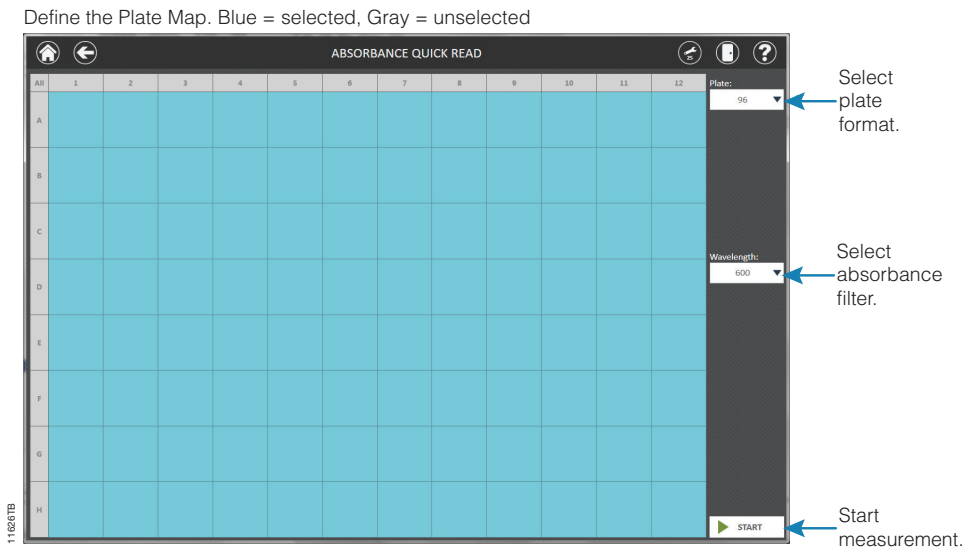 Define the Plate Map. Blue = selected, Gray = unselected
ABSORBANCE QUICK READ
25
?
All 1 2 3 4 5 6 7 8 9 10 11 12
Plate:
96
Select
plate
format.
A
B
C
D
E
F
G
H
Wavelength:
600
Select
absorbance
filter.
START
Start
measurement.
11626TB